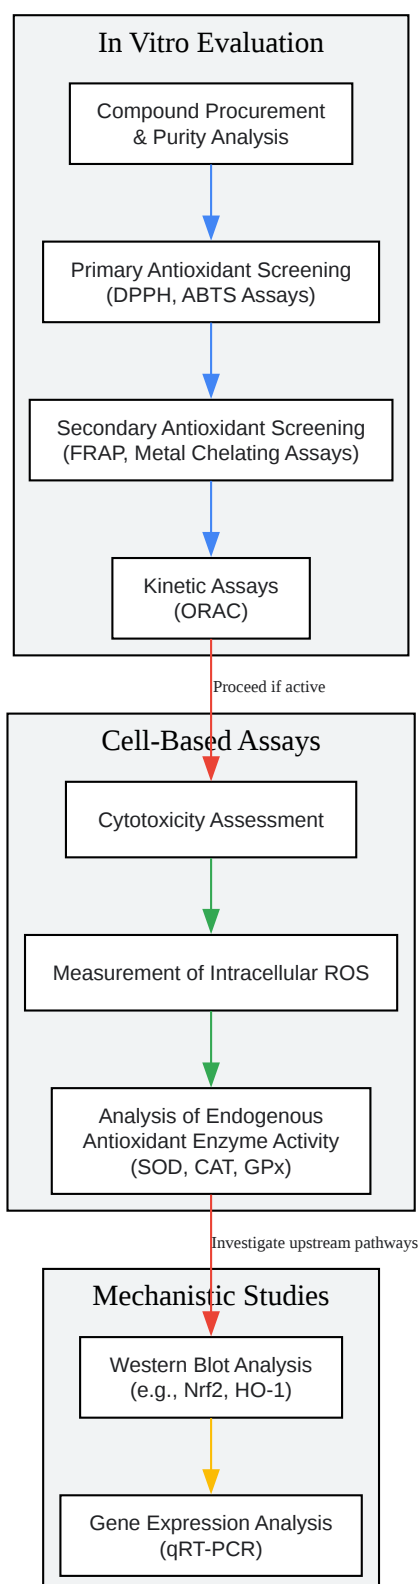 In Vitro Evaluation
Compound Procurement
& Purity Analysis
Primary Antioxidant Screening
(DPPH, ABTS Assays)
Secondary Antioxidant Screening
(FRAP, Metal Chelating Assays)
Kinetic Assays
(ORAC)
Proceed if active
Cell-Based Assays
Cytotoxicity Assessment
Measurement of Intracellular ROS
Analysis of Endogenous
Antioxidant Enzyme Activity
(SOD, CAT, GPx)
Investigate upstream pathways
Mechanistic Studies
Western Blot Analysis
(e.g., Nrf2, HO-1)
Gene Expression Analysis
(qRT-PCR)